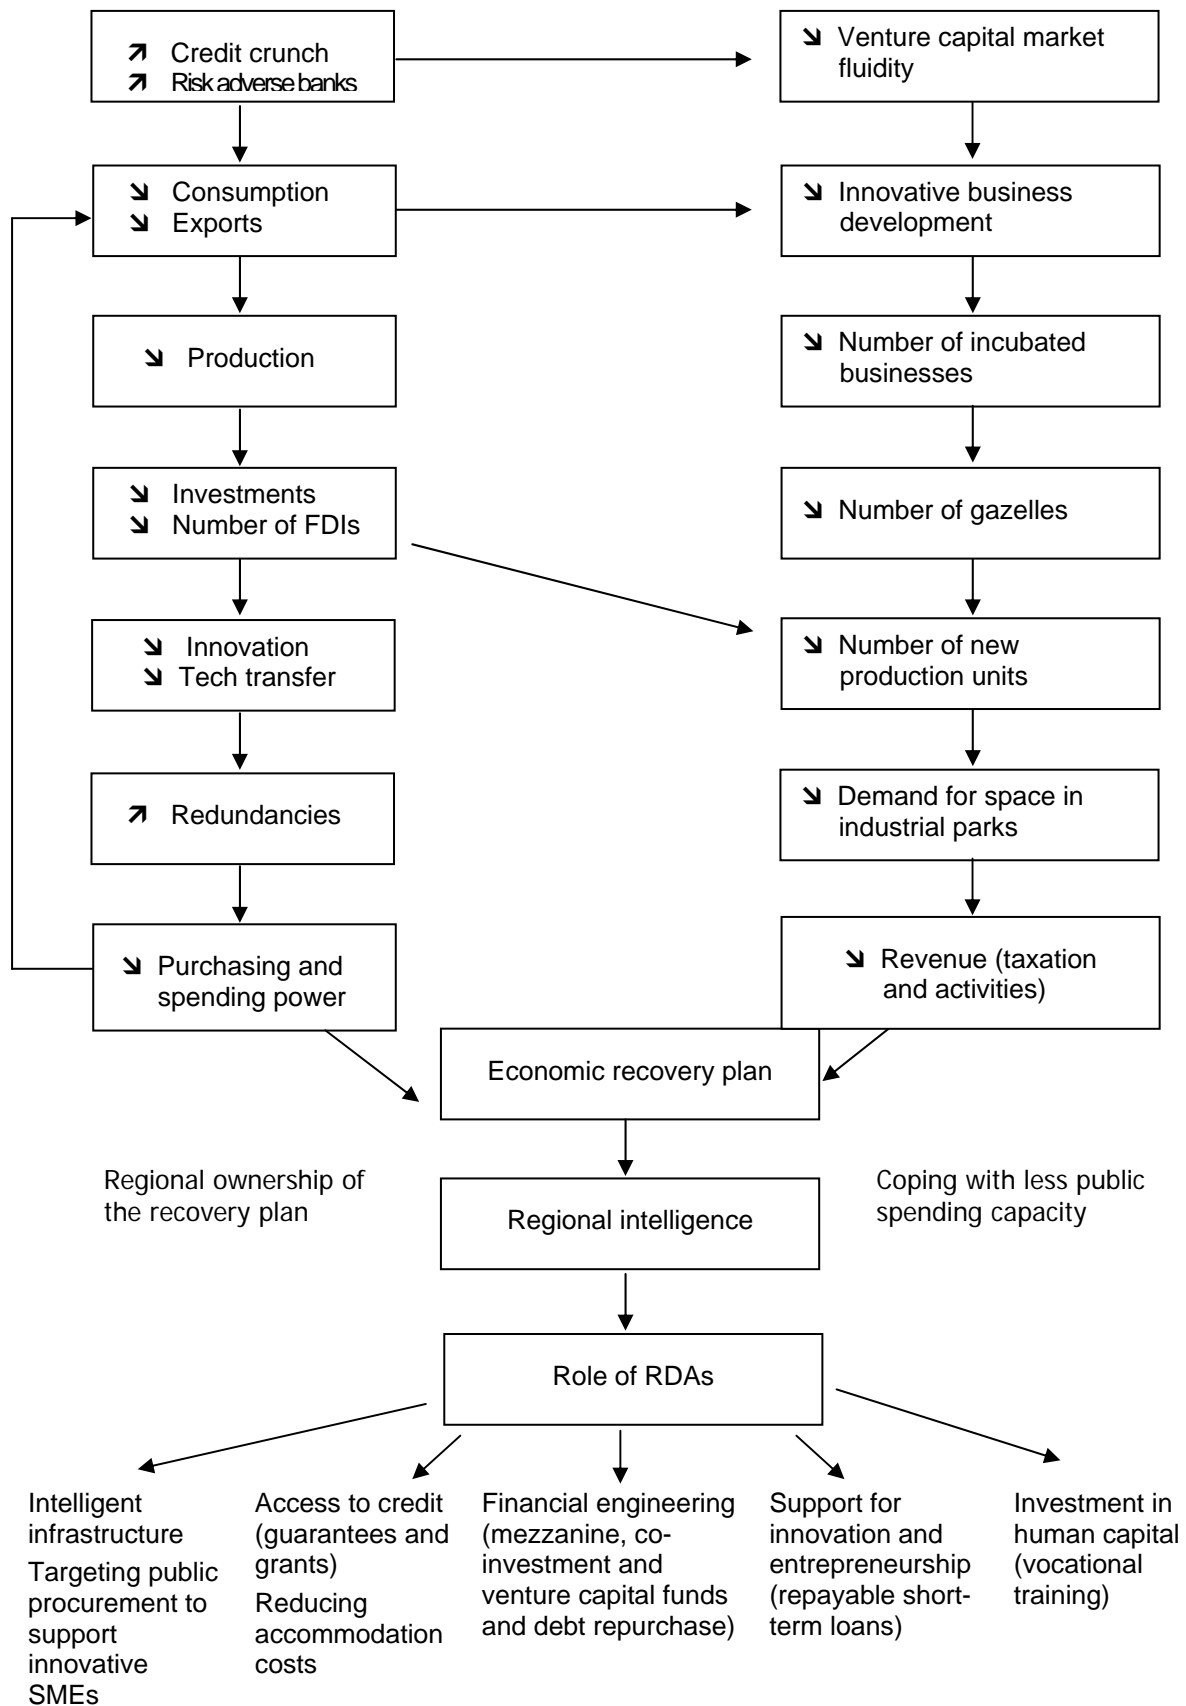 ↗ Credit crunch
↗ Risk adverse banks
↘ Venture capital market
fluidity
↘ Consumption
↘ Exports
↘ Innovative business
development
↘ Production
↘ Number of incubated
businesses
↘ Investments
↘ Number of FDIs
↘ Number of gazelles
↘ Innovation
↘ Tech transfer
↘ Number of new
production units
↗ Redundancies
↘ Demand for space in
industrial parks
↘ Purchasing and
spending power
↘ Revenue (taxation
and activities)
Economic recovery plan
Regional ownership of
the recovery plan
Regional intelligence
Coping with less public
spending capacity
Role of RDAs
Intelligent
infrastructure
Targeting public
procurement to
support
innovative
SMEs
Access to credit
(guarantees and
grants)
Reducing
accommodation
costs
Financial engineering
(mezzanine, co-
investment and
venture capital funds
and debt repurchase)
Support for
innovation and
entrepreneurship
(repayable short-
term loans)
Investment in
human capital
(vocational
training)